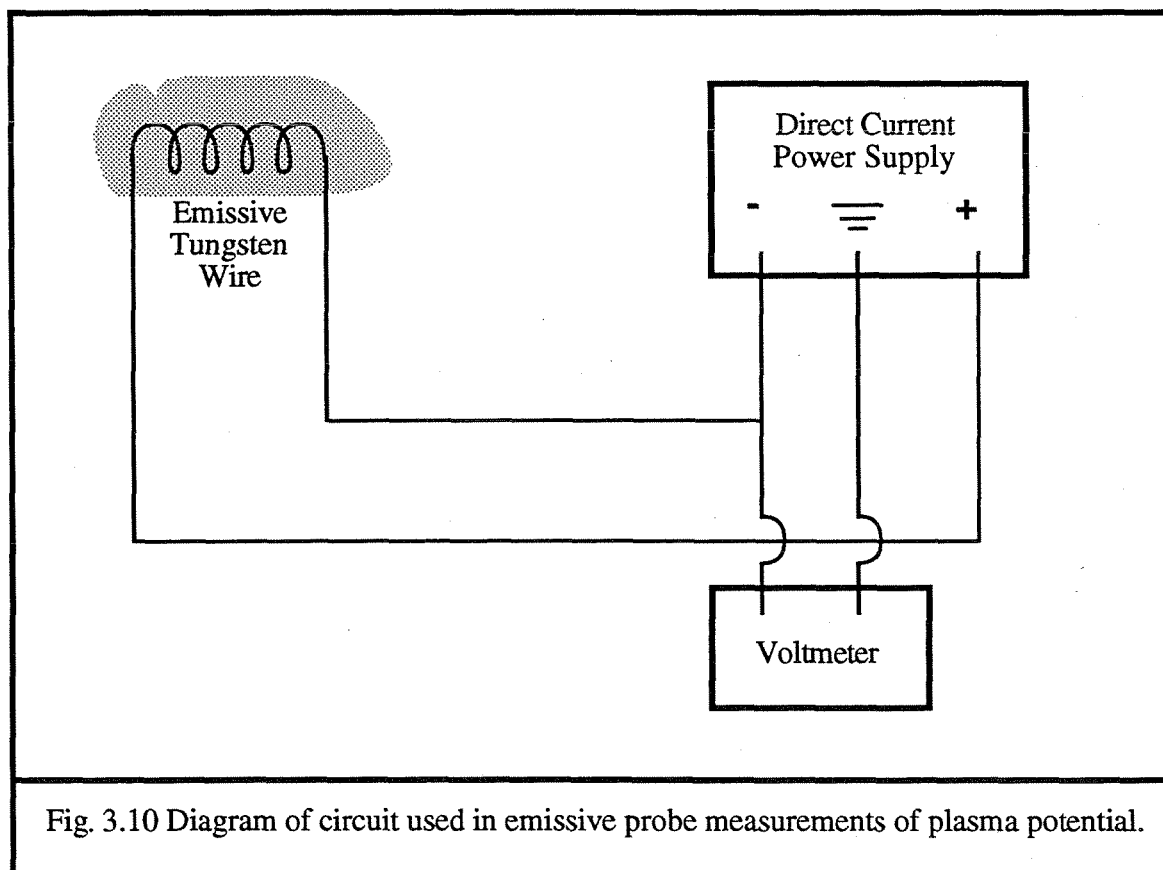 Direct Current
Power Supply
- +
Emissive
Tungsten
Wire
Voltmeter
Fig. 3.10 Diagram of circuit used in emissive probe measurements of plasma potential.